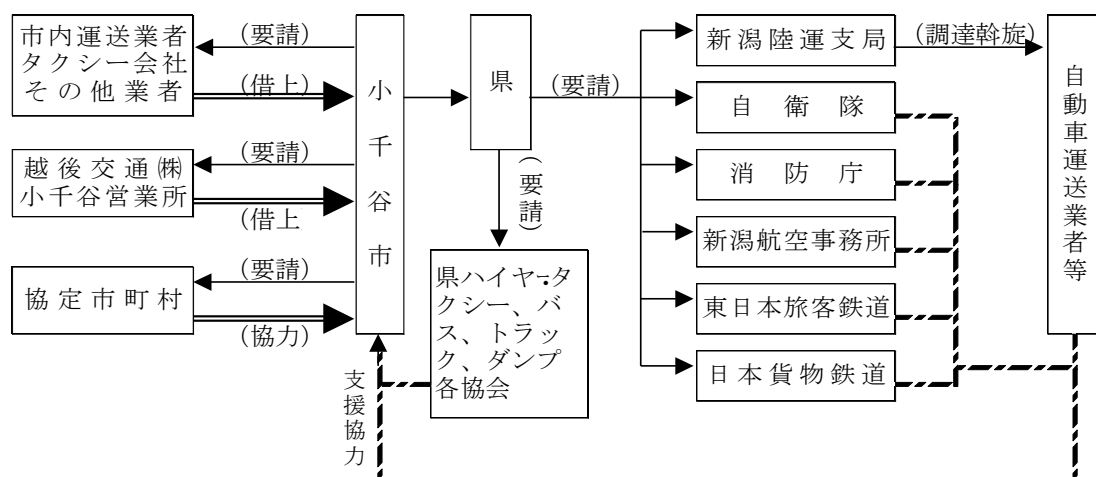 市内運送業者
タクシー会社
その他業者
(要請)
(借上)
越後交通㈱
小千谷営業所
(要請)
(借上
協定市町村
(要請)
(協力)
小千谷市
県
(要請)
(要請)
県ハイヤ-・タ
クシー、バ
ス、トラッ
ク、ダンプ
各協会
支援協力
新潟陸運支局
(調達斡旋)
自衛隊
消防庁
新潟航空事務所
東日本旅客鉄道
日本貨物鉄道
自動車運送業者等